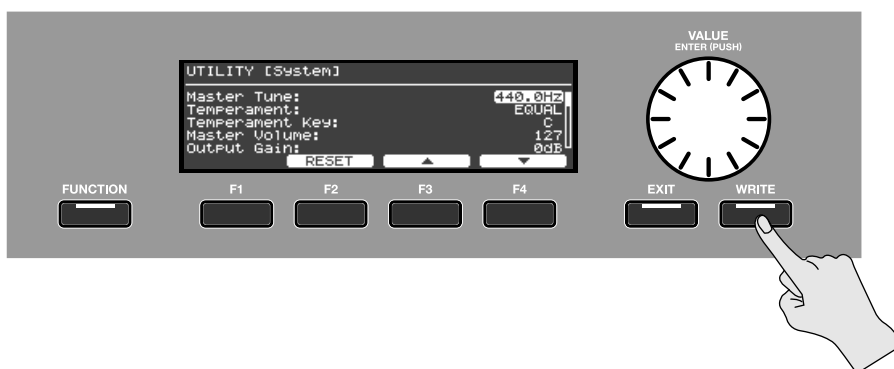 VALUE
ENTER (PUSH)
UTILITY [System]
Master Tune: 440.0Hz
Temperament: EQUAL
Temperament Key: C
Master Volume: 127
Output Gain: 0dB
RESET ▲ ▼
FUNCTION F1 F2 F3 F4 EXIT WRITE